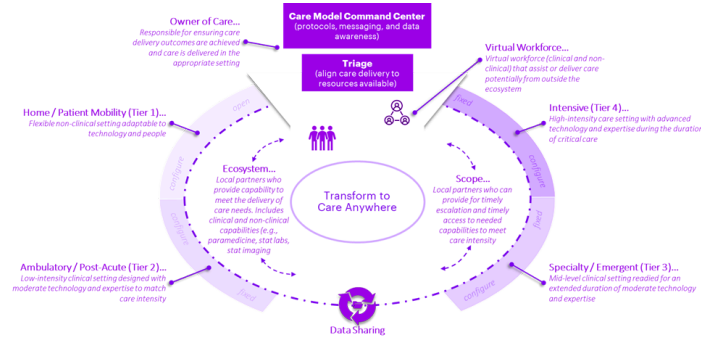 Care Model Command Center
(protocols, messaging, and data
awareness)
Owner of Care...
Responsible for ensuring care
delivery outcomes are achieved
and care is delivered in the
appropriate setting
Triage
(align care delivery to
resources available)
Virtual Workforce...
Virtual workforce (clinical and non-
clinical) that assist or deliver care
potentially from outside the
ecosystem
open
fixed
Home / Patient Mobility (Tier 1)...
Flexible non-clinical setting adaptable to
technology and people
Intensive (Tier 4)...
High-intensity care setting with advanced
technology and expertise during the duration
of critical care
configure
configure
Ecosystem...
Local partners who
provide capability to
meet the delivery of
care needs. Includes
clinical and non-clinical
capabilities (e.g.,
paramedicine, stat labs,
stat imaging
Transform to
Care Anywhere
Scope...
Local partners who can
provide for timely
escalation and timely
access to needed
capabilities to meet
care intensity
configure
fixed
Ambulatory / Post-Acute (Tier 2)...
Low-intensity clinical setting designed with
moderate technology and expertise to match
care intensity
Specialty / Emergent (Tier 3)...
Mid-level clinical setting readied for an
extended duration of moderate technology
and expertise
fixed
configure
Data Sharing